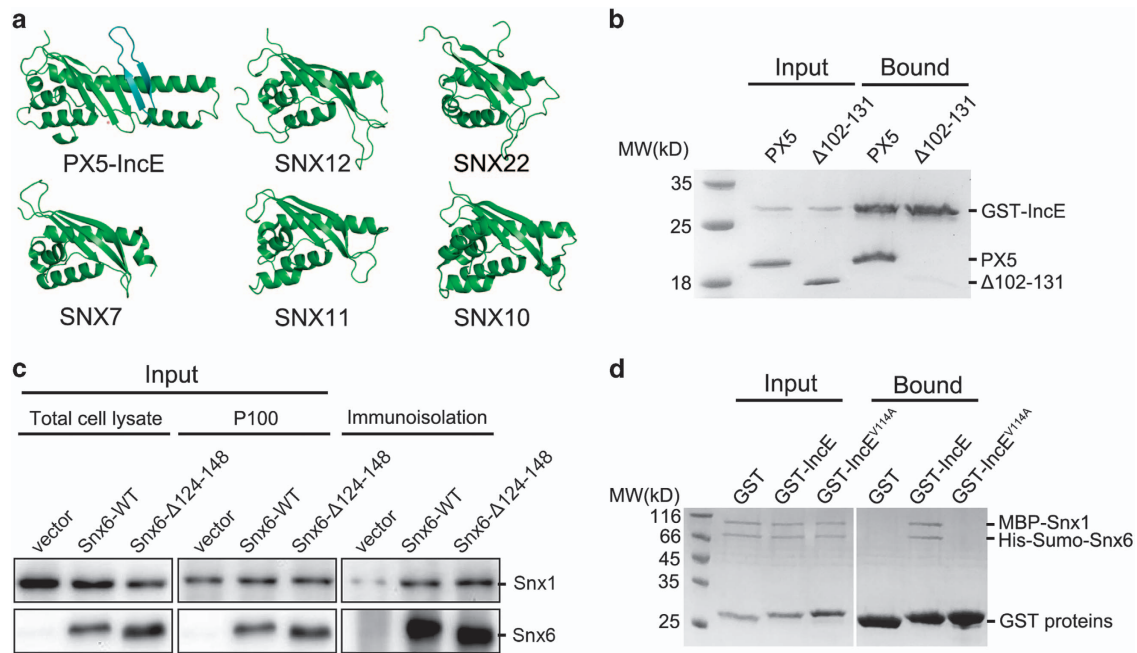 a
PX5-IncE
SNX12
SNX22
SNX7
SNX11
SNX10
b
Input
Bound
MW(kD)
PX5
Δ102-131
PX5
Δ102-131
35
25
18
GST-IncE
PX5
Δ102-131
c
Input
Total cell lysate
P100
Immunoisolation
vector
Snx6-WT
Snx6-Δ124-148
vector
Snx6-WT
Snx6-Δ124-148
vector
Snx6-WT
Snx6-Δ124-148
Snx1
Snx6
d
Input
Bound
MW(kD)
GST
GST-IncE
GST-IncE^V114A
GST
GST-IncE
GST-IncE^V114A
116
66
45
35
25
MBP-Snx1
His-Sumo-Snx6
GST proteins